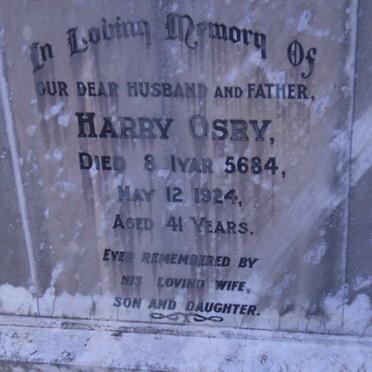 In Loving Memory Of
OUR DEAR HUSBAND AND FATHER,
HARRY OSRY,
DIED 8 IYAR 5684,
MAY 12 1924,
AGED 41 YEARS.
EVER REMEMBERED BY
HIS LOVING WIFE,
SON AND DAUGHTER.